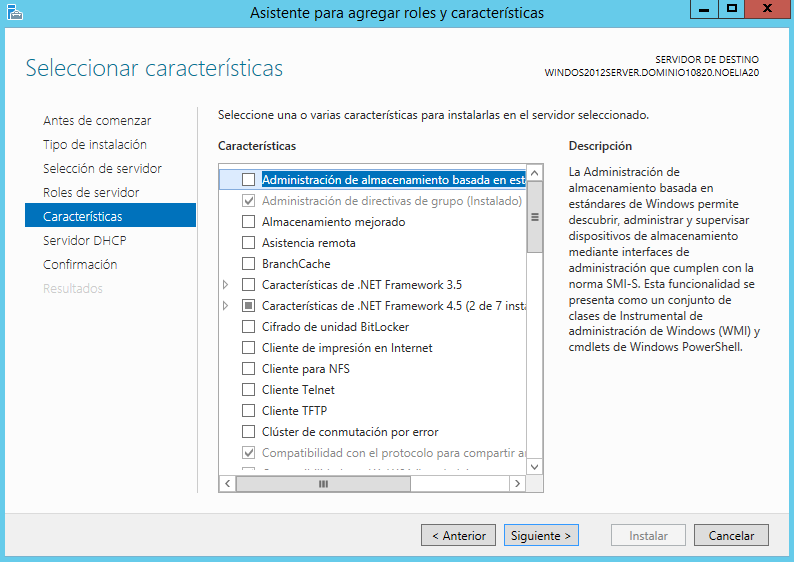 Asistente para agregar roles y características
Seleccionar características
SERVIDOR DE DESTINO
WINDOS2012SERVER.DOMINIO10820.NOELIA20
Antes de comenzar
Tipo de instalación
Selección de servidor
Roles de servidor
Características
Servidor DHCP
Confirmación
Resultados
Seleccione una o varias características para instalarlas en el servidor seleccionado.
Características
Administración de almacenamiento basada en est
Administración de directivas de grupo (Instalado)
Almacenamiento mejorado
Asistencia remota
BranchCache
Características de .NET Framework 3.5
Características de .NET Framework 4.5 (2 de 7 insta
Cifrado de unidad BitLocker
Cliente de impresión en Internet
Cliente para NFS
Cliente Telnet
Cliente TFTP
Clúster de conmutación por error
Compatibilidad con el protocolo para compartir ar
Descripción
La Administración de
almacenamiento basada en
estándares de Windows permite
descubrir, administrar y supervisar
dispositivos de almacenamiento
mediante interfaces de
administración que cumplen con la
norma SMI-S. Esta funcionalidad se
presenta como un conjunto de
clases de Instrumental de
administración de Windows (WMI) y
cmdlets de Windows PowerShell.
< Anterior
Siguiente >
Instalar
Cancelar